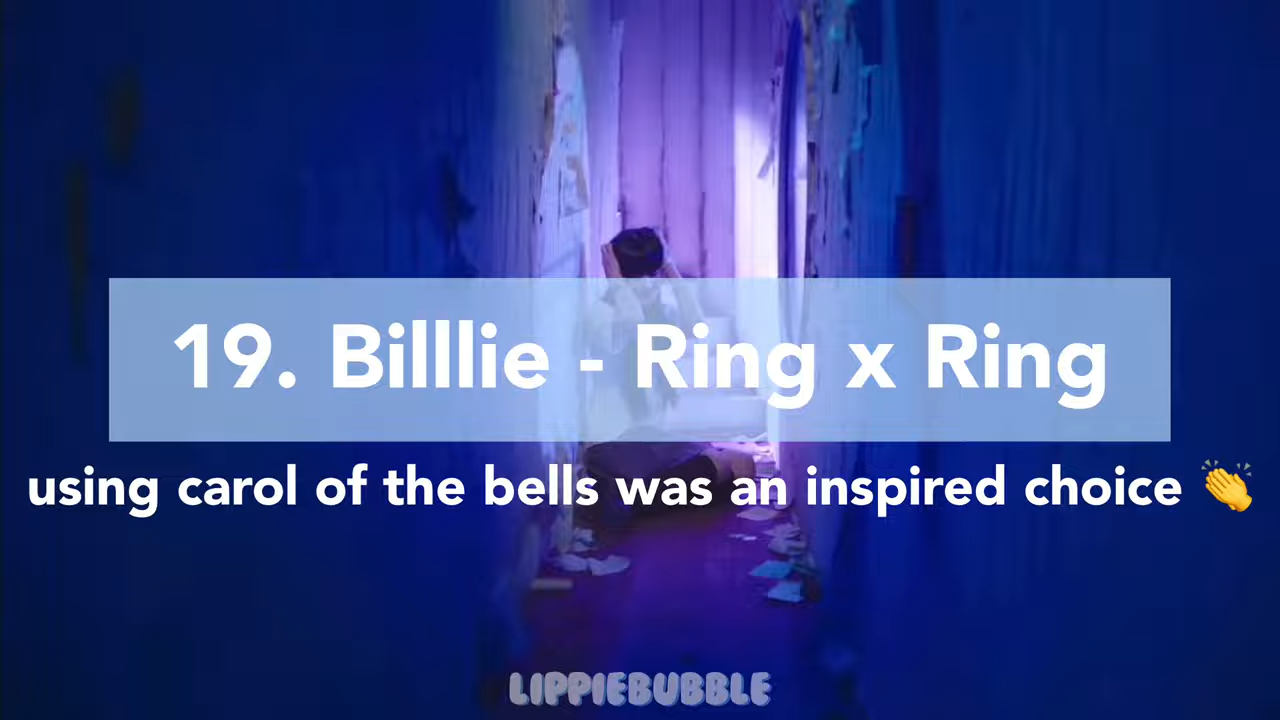 19. Billlie - Ring x Ring
using carol of the bells was an inspired choice 👏
LIPPIEBUBBLE